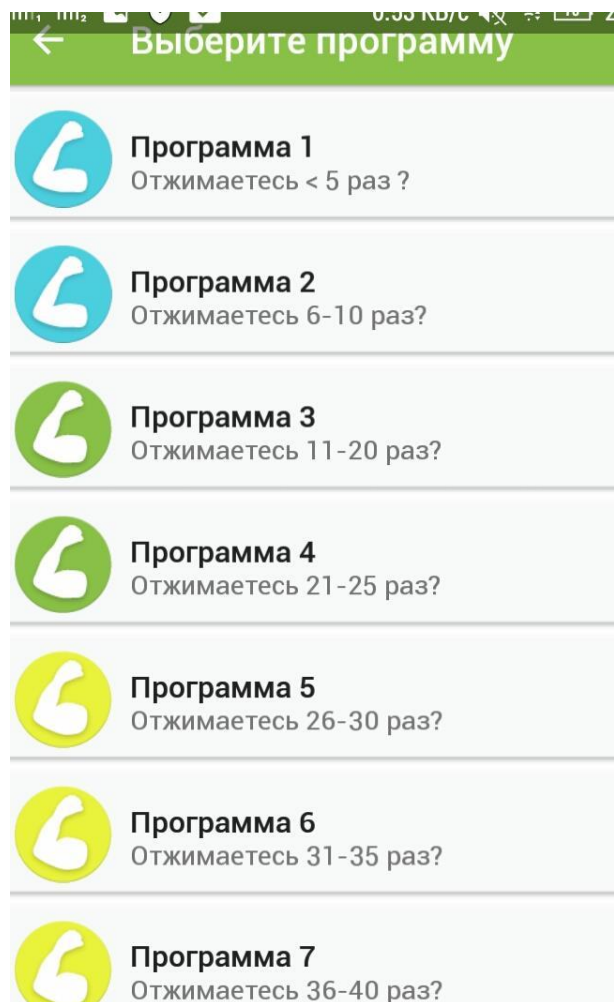 Выберите программу
Программа 1
Отжимаетесь < 5 раз ?
Программа 2
Отжимаетесь 6-10 раз?
Программа 3
Отжимаетесь 11-20 раз?
Программа 4
Отжимаетесь 21-25 раз?
Программа 5
Отжимаетесь 26-30 раз?
Программа 6
Отжимаетесь 31-35 раз?
Программа 7
Отжимаетесь 36-40 раз?